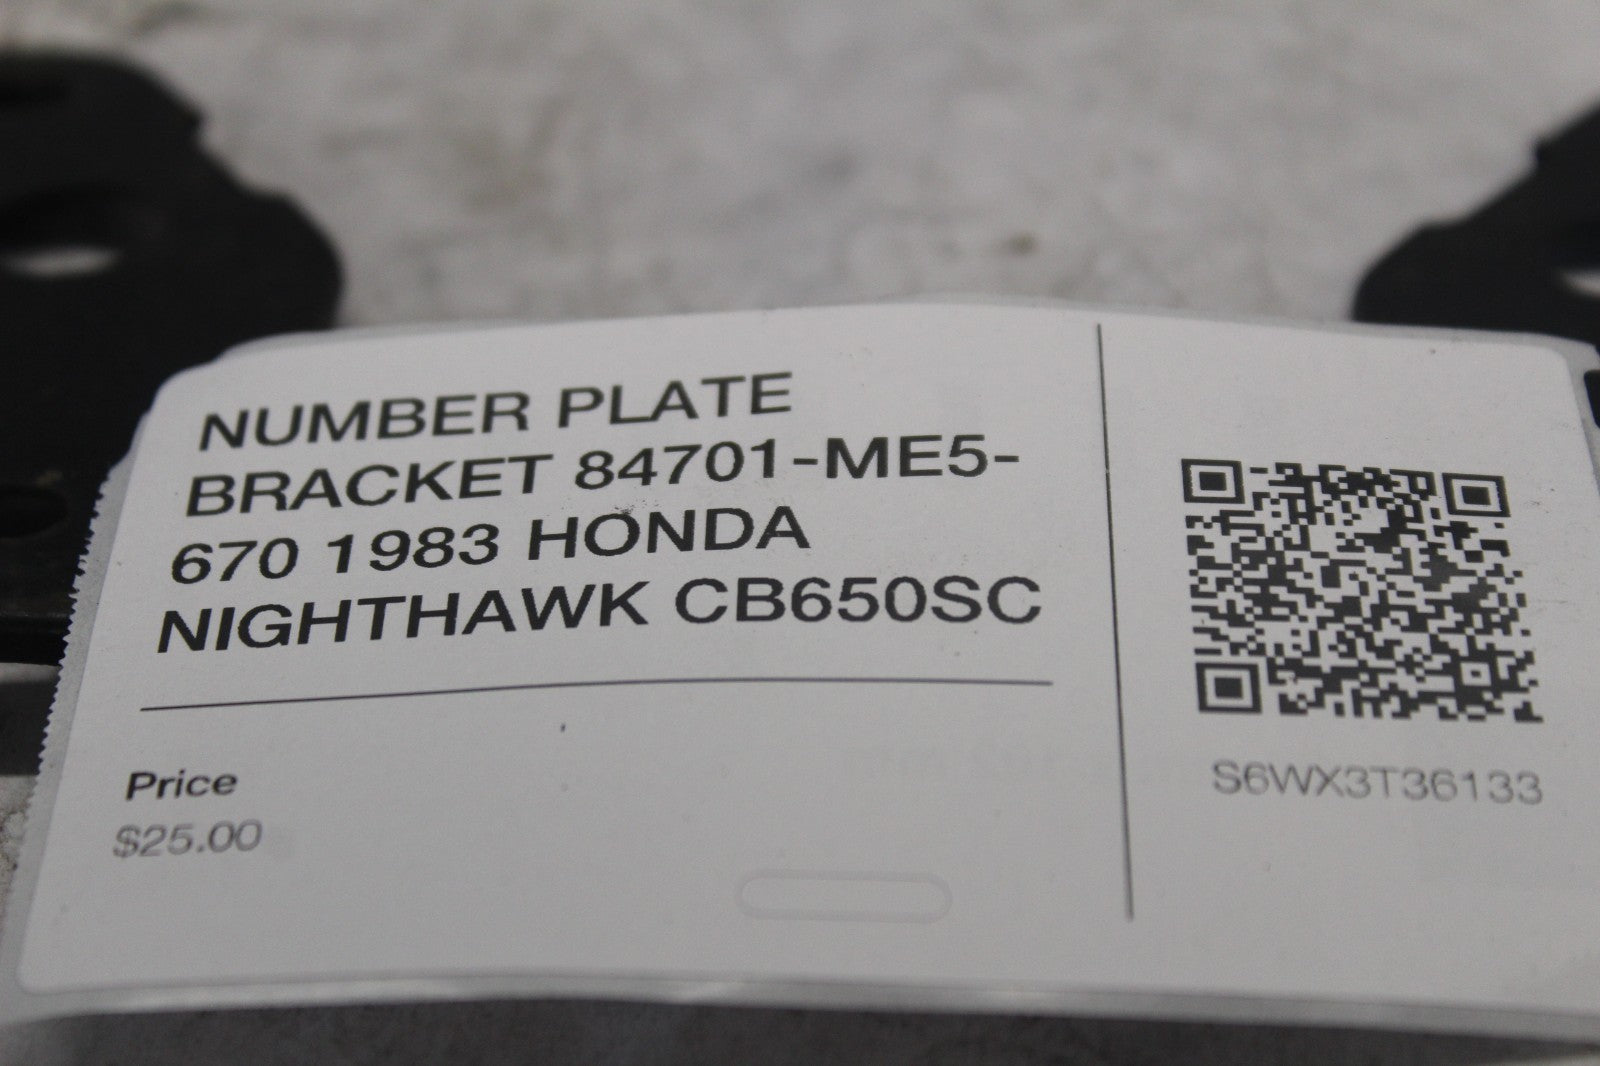 NUMBER PLATE
BRACKET 84701-ME5-
670 1983 HONDA
NIGHTHAWK CB650SC
Price
$25.00
S6WX3T36133